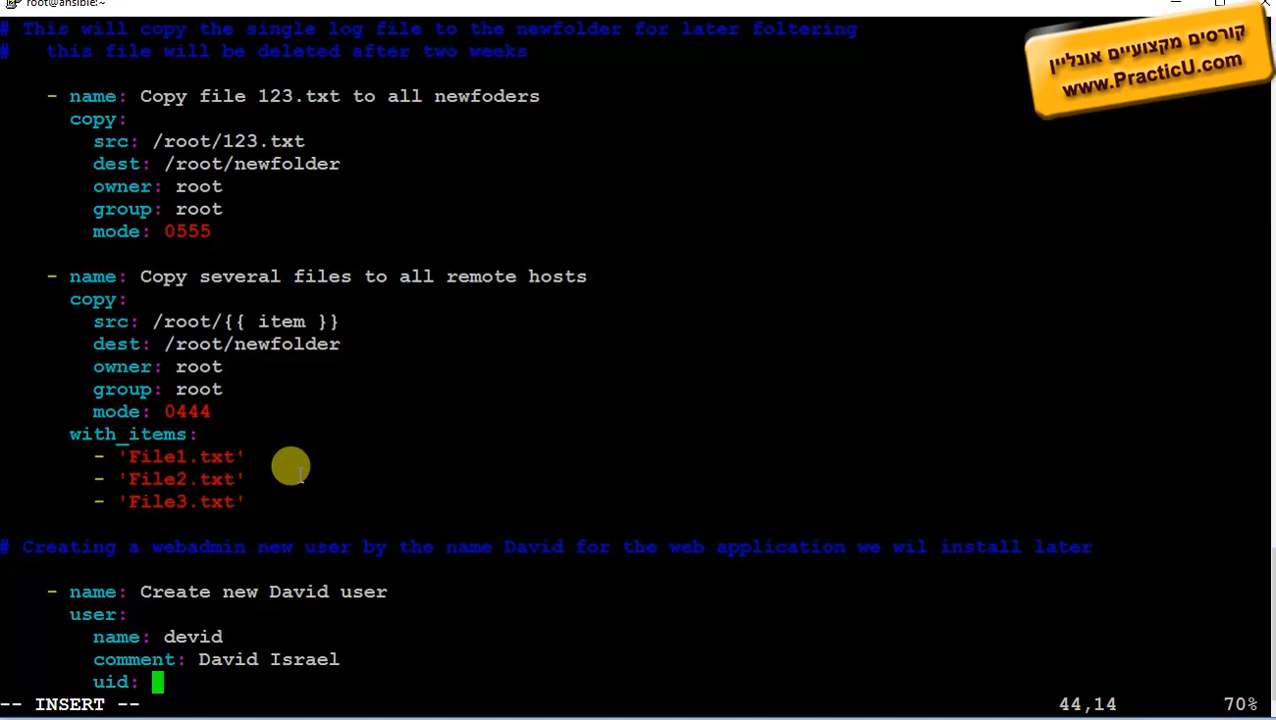 root@ansible:~
קורסים מקצועיים אונליין
www.PracticU.com
# This will copy the single log file to the newfolder for later foltering
#   this file will be deleted after two weeks
- name: Copy file 123.txt to all newfoders
copy:
src: /root/123.txt
dest: /root/newfolder
owner: root
group: root
mode: 0555
- name: Copy several files to all remote hosts
copy:
src: /root/{{ item }}
dest: /root/newfolder
owner: root
group: root
mode: 0444
with_items:
- 'File1.txt'
- 'File2.txt'
- 'File3.txt'
# Creating a webadmin new user by the name David for the web application we wil install later
- name: Create new David user
user:
name: devid
comment: David Israel
uid:
-- INSERT --
44,14
70%